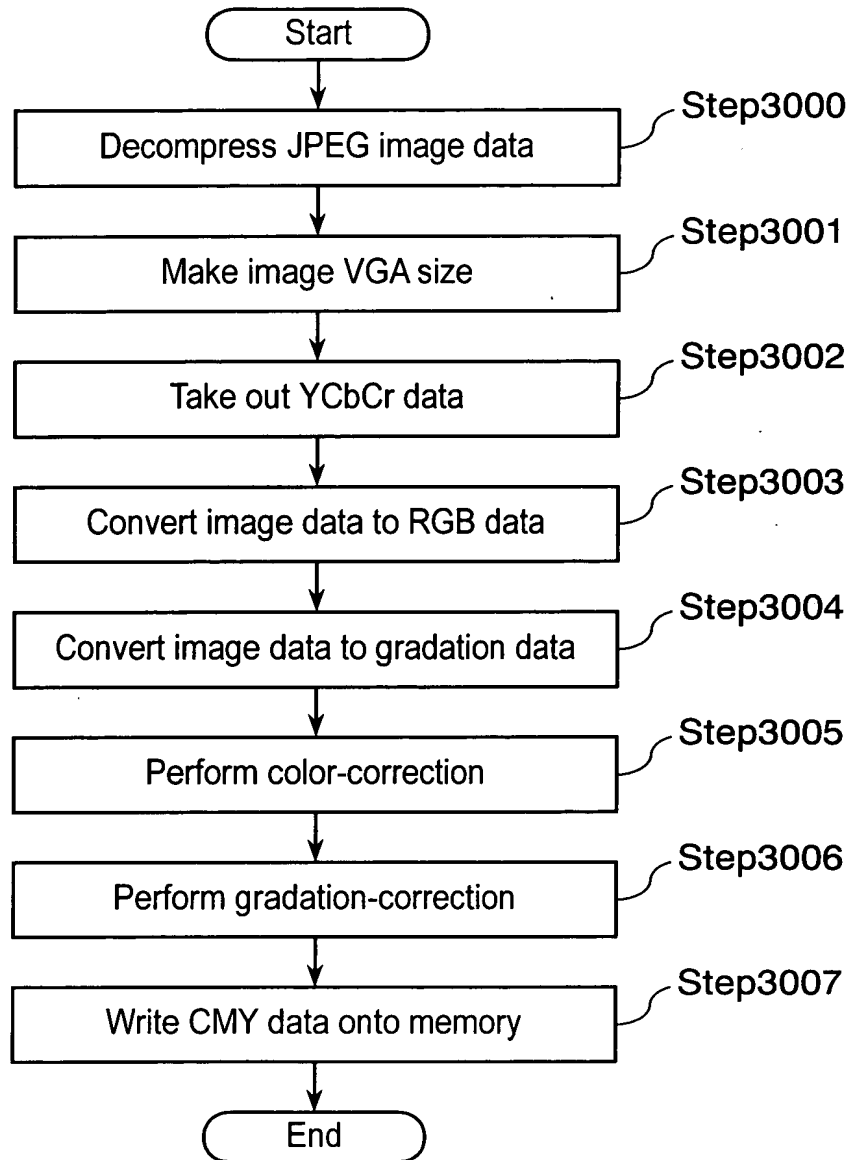 Start
Step3000
Decompress JPEG image data
Step3001
Make image VGA size
Step3002
Take out YCbCr data
Step3003
Convert image data to RGB data
Step3004
Convert image data to gradation data
Step3005
Perform color-correction
Step3006
Perform gradation-correction
Step3007
Write CMY data onto memory
End